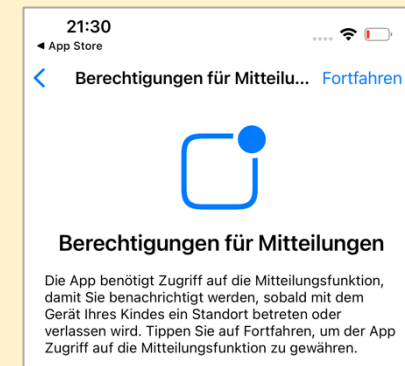 21:30
◀ App Store
Berechtigungen für Mitteilu... Fortfahren
Berechtigungen für Mitteilungen
Die App benötigt Zugriff auf die Mitteilungsfunktion,
damit Sie benachrichtigt werden, sobald mit dem
Gerät Ihres Kindes ein Standort betreten oder
verlassen wird. Tippen Sie auf Fortfahren, um der App
Zugriff auf die Mitteilungsfunktion zu gewähren.